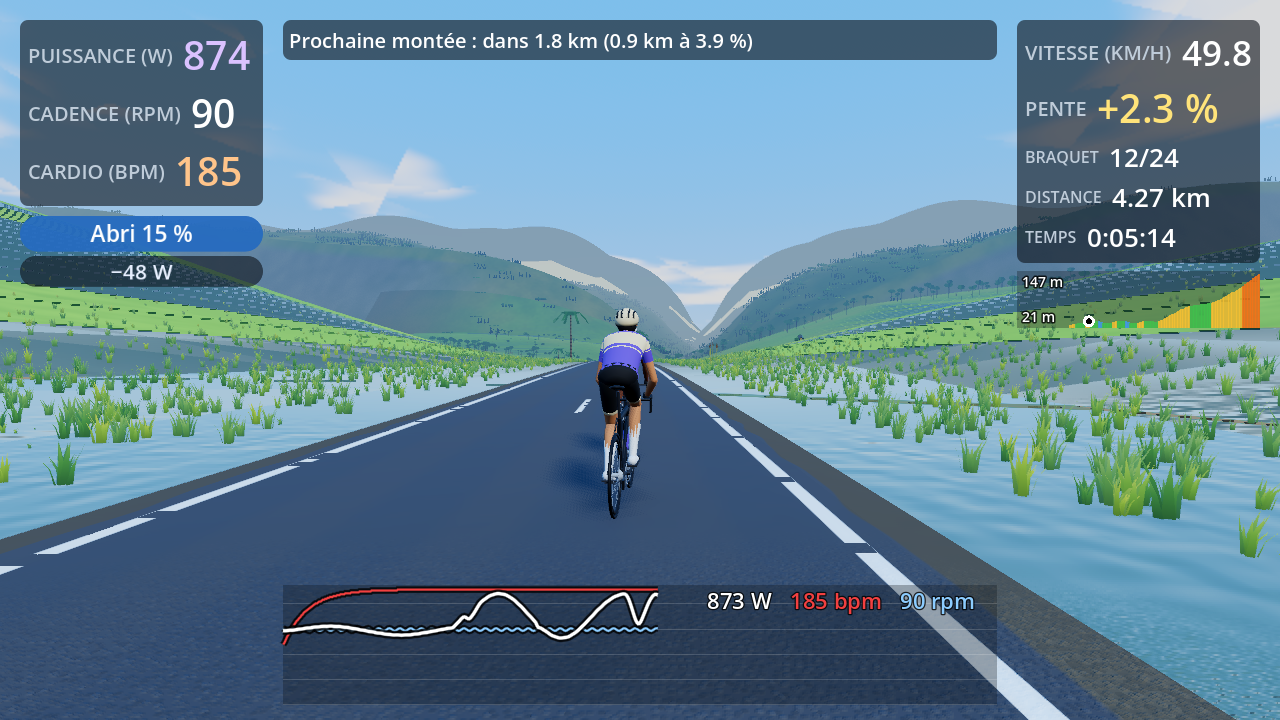 PUISSANCE (W) 874
CADENCE (RPM) 90
CARDIO (BPM) 185
Abri 15 %
−48 W
Prochaine montée : dans 1.8 km (0.9 km à 3.9 %)
VITESSE (KM/H) 49.8
PENTE +2.3 %
BRAQUET 12/24
DISTANCE 4.27 km
TEMPS 0:05:14
147 m
21 m
873 W 185 bpm 90 rpm